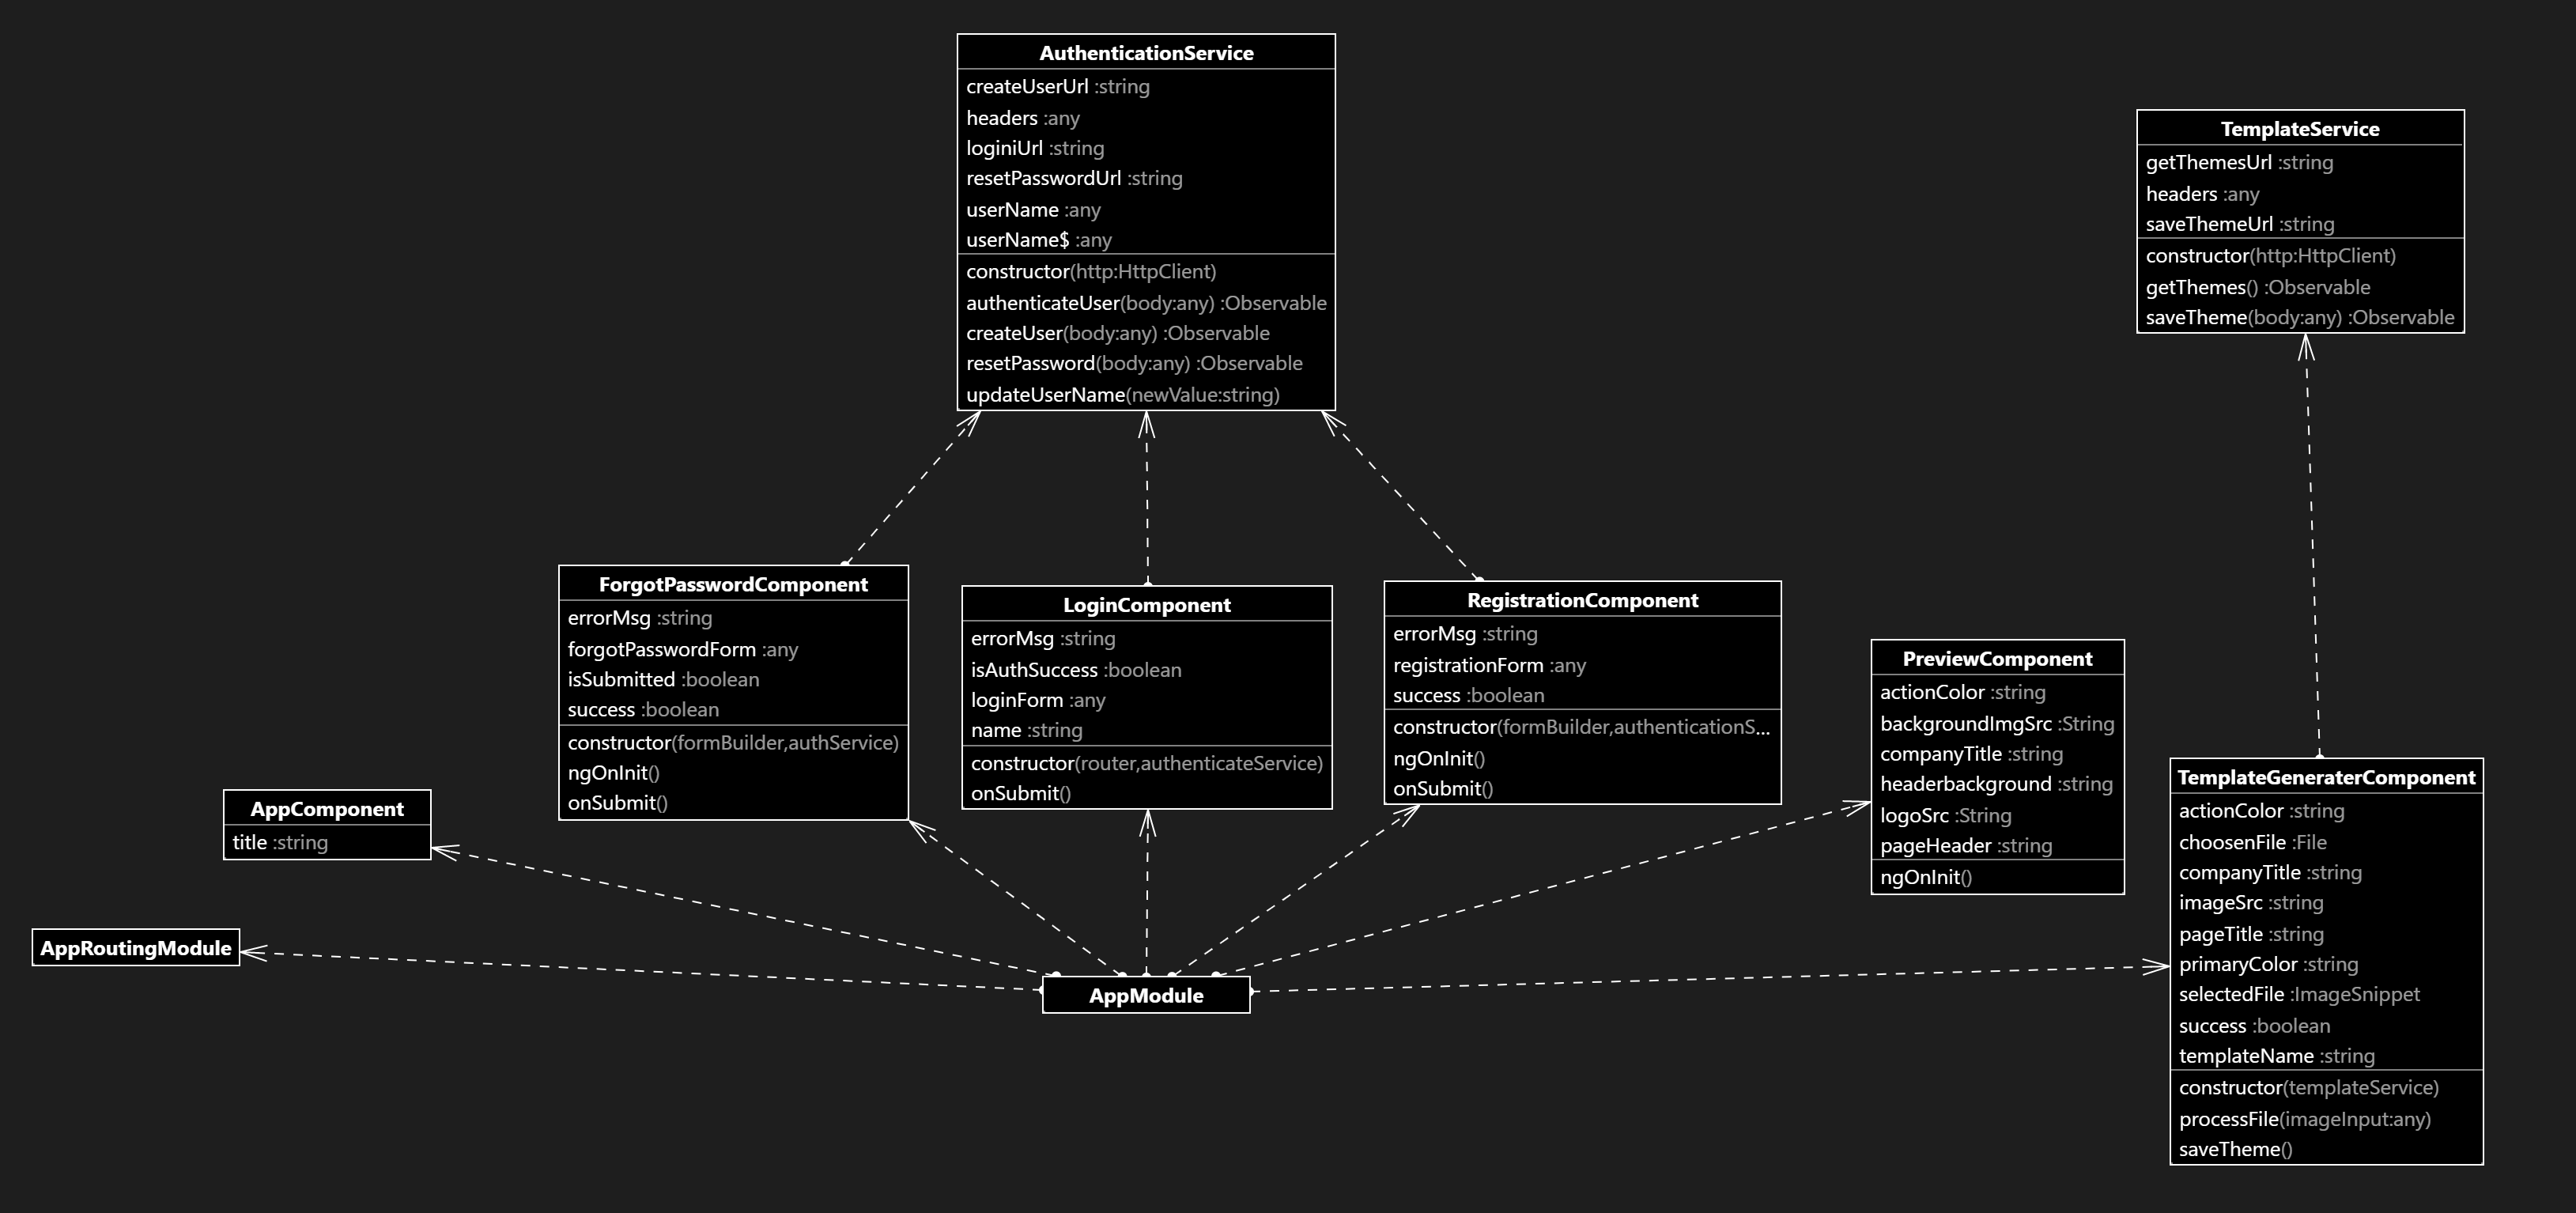 AuthenticationService
createUserUrl :string
headers :any
loginiUrl :string
resetPasswordUrl :string
userName :any
userName$ :any
constructor(http:HttpClient)
authenticateUser(body:any) :Observable
createUser(body:any) :Observable
resetPassword(body:any) :Observable
updateUserName(newValue:string)
TemplateService
getThemesUrl :string
headers :any
saveThemeUrl :string
constructor(http:HttpClient)
getThemes() :Observable
saveTheme(body:any) :Observable
ForgotPasswordComponent
errorMsg :string
forgotPasswordForm :any
isSubmitted :boolean
success :boolean
constructor(formBuilder,authService)
ngOnInit()
onSubmit()
LoginComponent
errorMsg :string
isAuthSuccess :boolean
loginForm :any
name :string
constructor(router,authenticateService)
onSubmit()
RegistrationComponent
errorMsg :string
registrationForm :any
success :boolean
constructor(formBuilder,authenticationS...
ngOnInit()
onSubmit()
PreviewComponent
actionColor :string
backgroundImgSrc :String
companyTitle :string
headerbackground :string
logoSrc :String
pageHeader :string
ngOnInit()
TemplateGeneraterComponent
actionColor :string
choosenFile :File
companyTitle :string
imageSrc :string
pageTitle :string
primaryColor :string
selectedFile :ImageSnippet
success :boolean
templateName :string
constructor(templateService)
processFile(imageInput:any)
saveTheme()
AppComponent
title :string
AppRoutingModule
AppModule